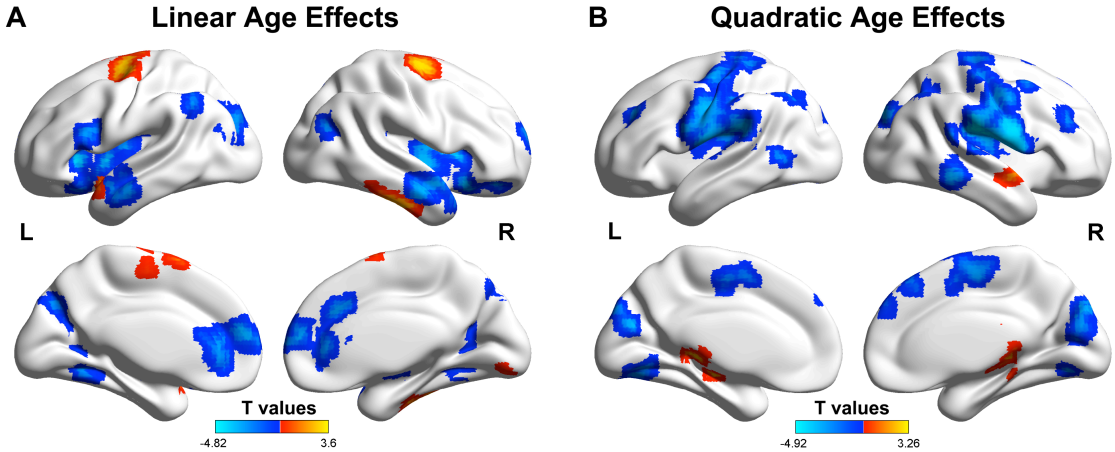 A Linear Age Effects
B Quadratic Age Effects
L R
L R
T values
-4.82 3.6
T values
-4.92 3.26